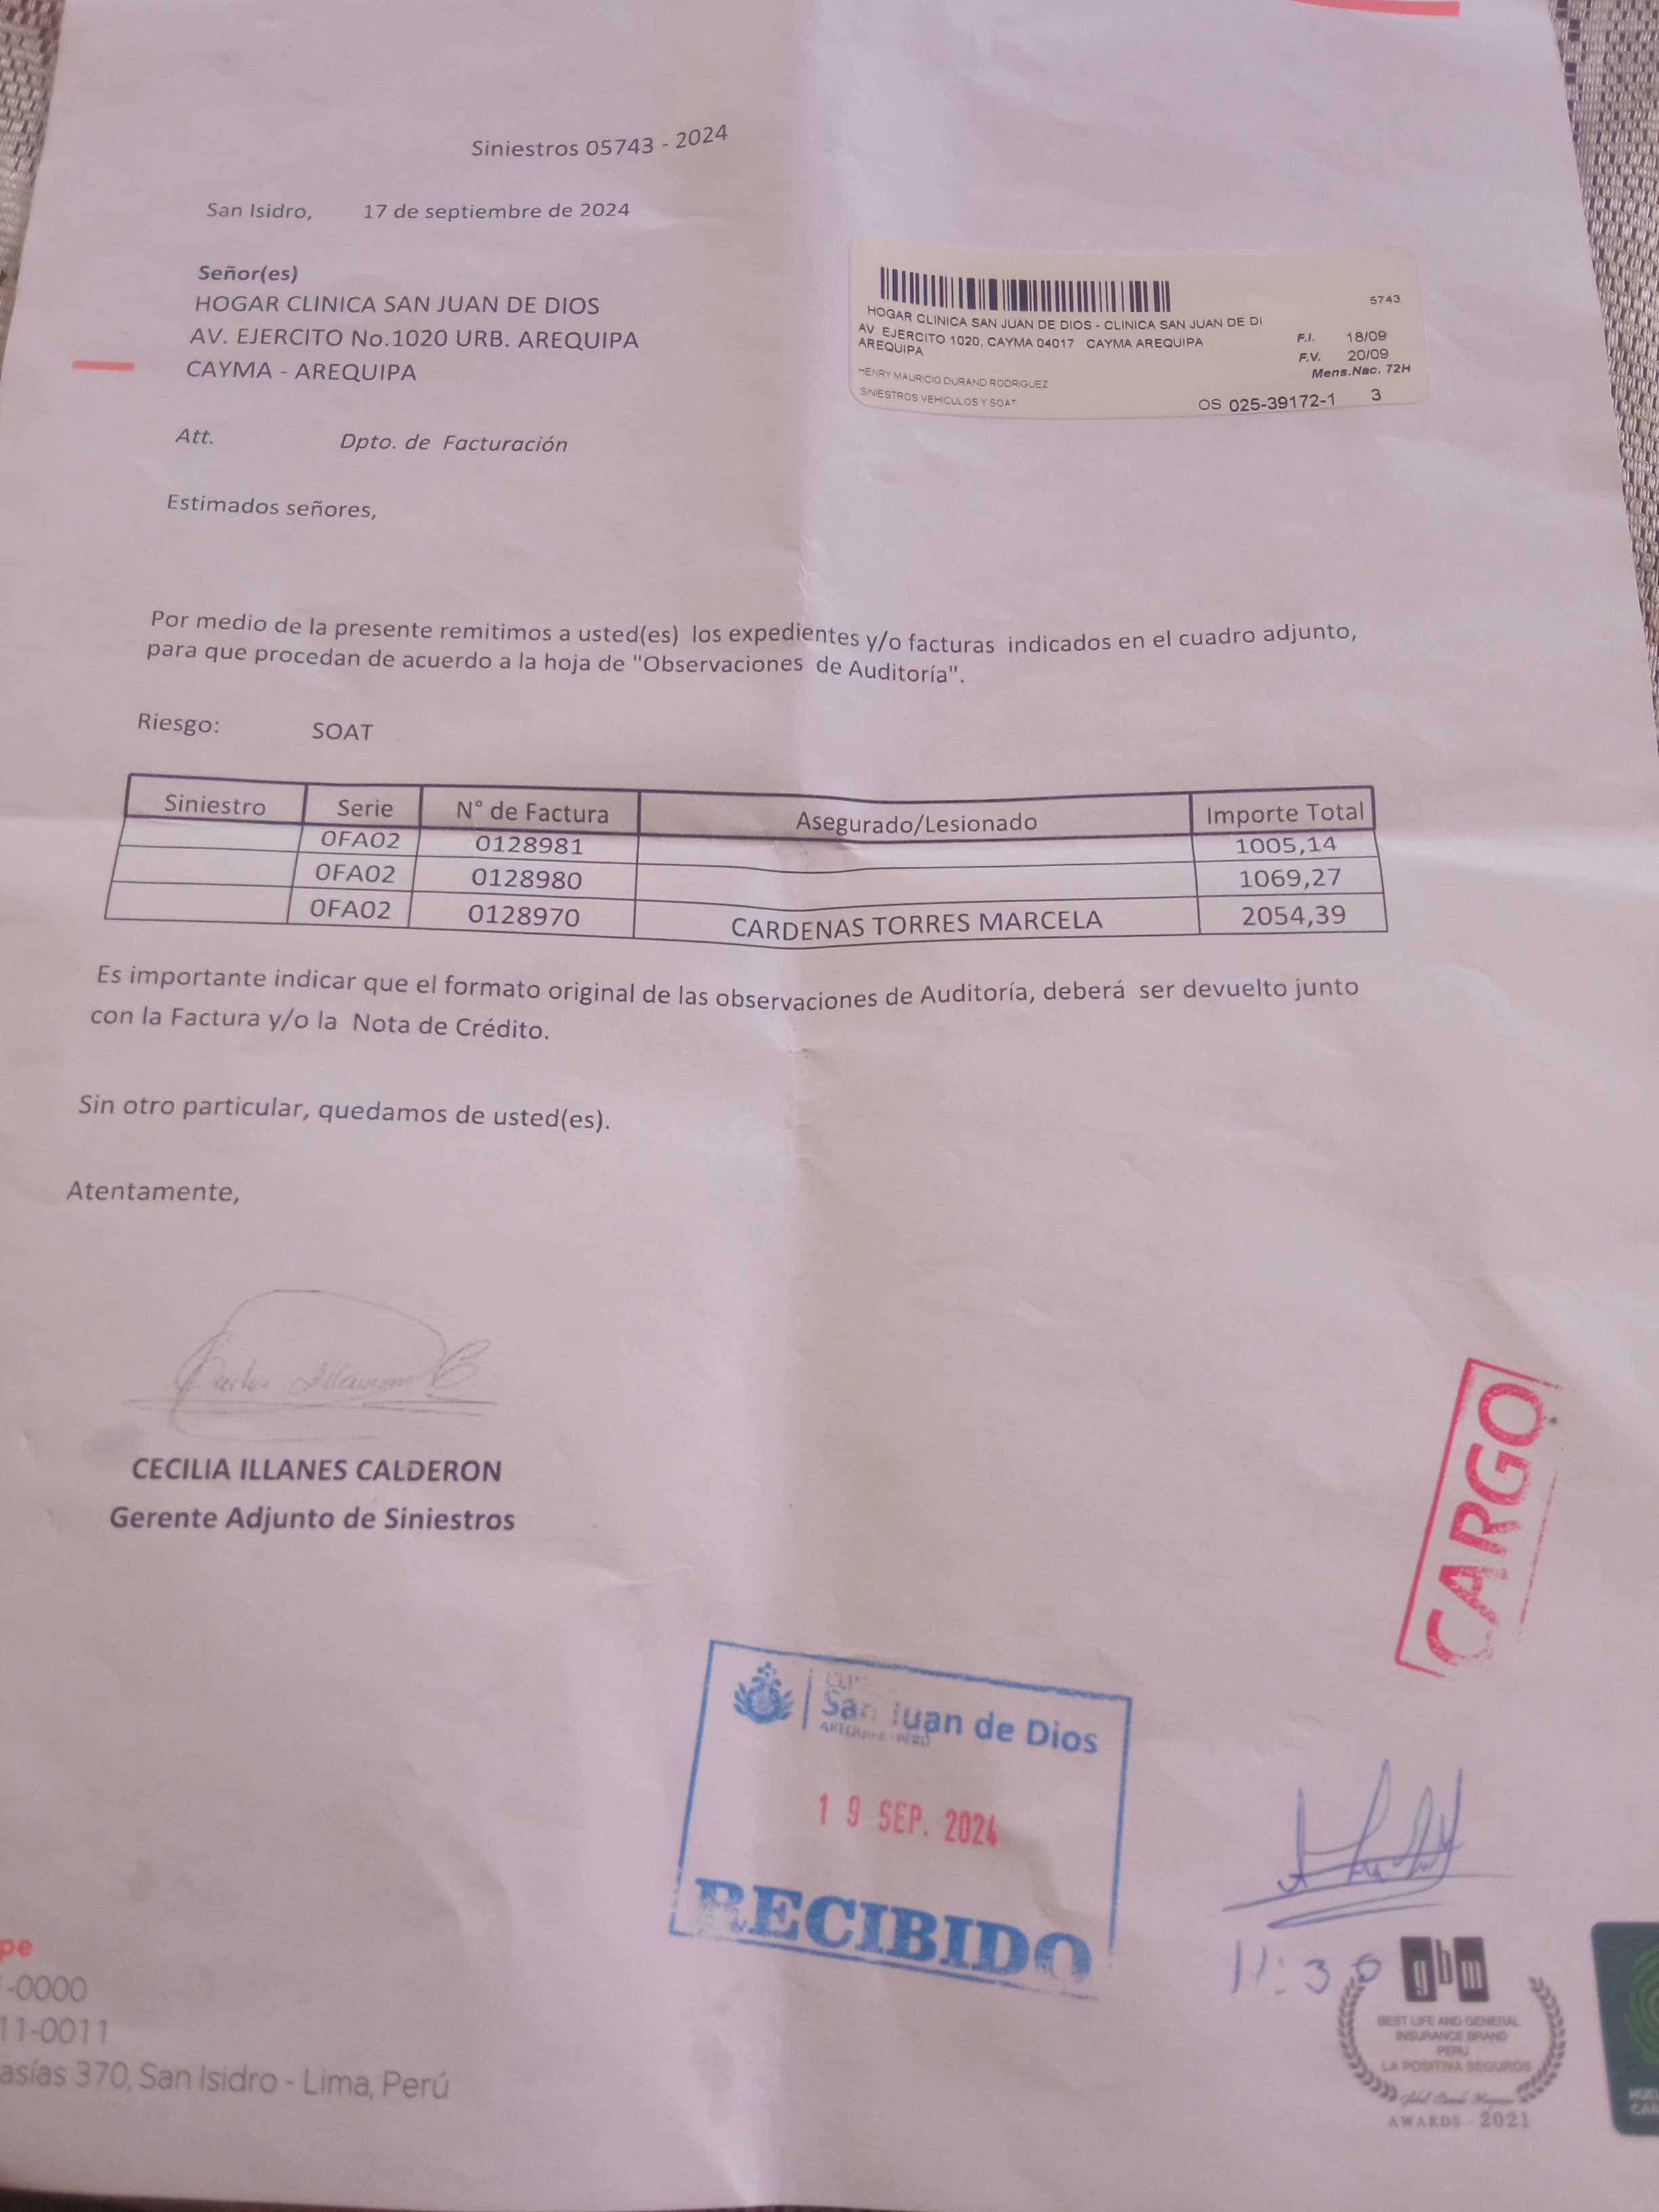 Siniestros 05743 - 2024
San Isidro, 17 de septiembre de 2024
Señor(es)
HOGAR CLINICA SAN JUAN DE DIOS
AV. EJERCITO No.1020 URB. AREQUIPA
CAYMA - AREQUIPA
5743
HOGAR CLINICA SAN JUAN DE DIOS - CLINICA SAN JUAN DE DI
AV. EJERCITO 1020, CAYMA 04017 CAYMA AREQUIPA
AREQUIPA
F.I. 18/09
F.V. 20/09
Mens.Nac. 72H
HENRY MAURICIO DURAND RODRIGUEZ
SINIESTROS VEHICULOS Y SOAT
OS 025-39172-1 3
Att. Dpto. de Facturación
Estimados señores,
Por medio de la presente remitimos a usted(es) los expedientes y/o facturas indicados en el cuadro adjunto,
para que procedan de acuerdo a la hoja de "Observaciones de Auditoría".
Riesgo: SOAT
Siniestro Serie N° de Factura Asegurado/Lesionado Importe Total
0FA02 0128981 1005,14
0FA02 0128980 1069,27
0FA02 0128970 CARDENAS TORRES MARCELA 2054,39
Es importante indicar que el formato original de las observaciones de Auditoría, deberá ser devuelto junto
con la Factura y/o la Nota de Crédito.
Sin otro particular, quedamos de usted(es).
Atentamente,
CECILIA ILLANES CALDERON
Gerente Adjunto de Siniestros
CARGO
San Juan de Dios
AREQUIPA - PERÚ
19 SEP. 2024
RECIBIDO
11:30
pe
-0000
11-0011
asías 370, San Isidro - Lima, Perú
gbm
BEST LIFE AND GENERAL
INSURANCE BRAND
PERU
LA POSITIVA SEGUROS
AWARDS - 2021